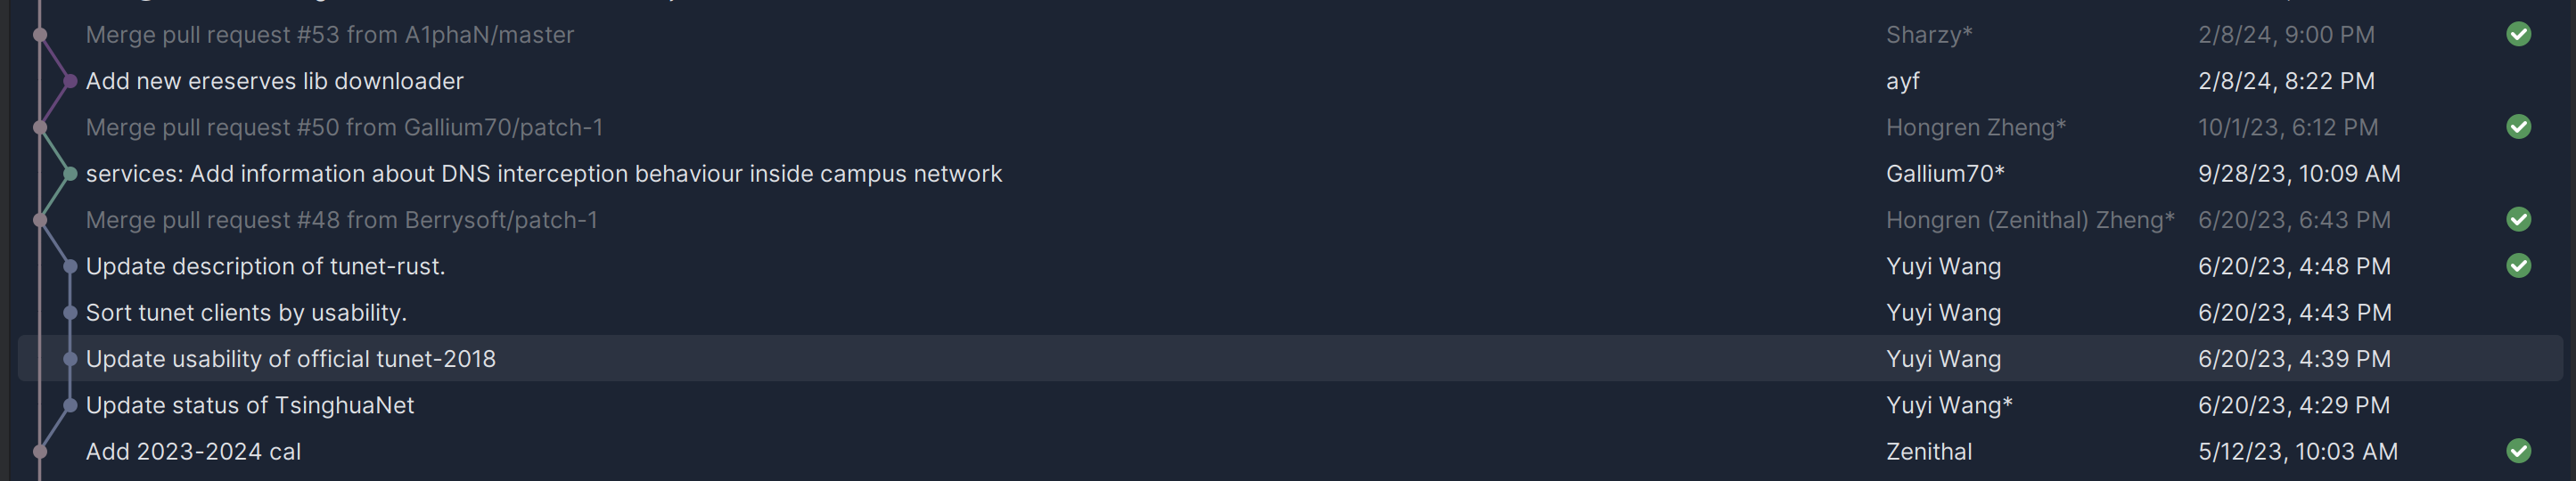 Merge pull request #53 from A1phaN/master Sharzy* 2/8/24, 9:00 PM
Add new ereserves lib downloader ayf 2/8/24, 8:22 PM
Merge pull request #50 from Gallium70/patch-1 Hongren Zheng* 10/1/23, 6:12 PM
services: Add information about DNS interception behaviour inside campus network Gallium70* 9/28/23, 10:09 AM
Merge pull request #48 from Berrysoft/patch-1 Hongren (Zenithal) Zheng* 6/20/23, 6:43 PM
Update description of tunet-rust. Yuyi Wang 6/20/23, 4:48 PM
Sort tunet clients by usability. Yuyi Wang 6/20/23, 4:43 PM
Update usability of official tunet-2018 Yuyi Wang 6/20/23, 4:39 PM
Update status of TsinghuaNet Yuyi Wang* 6/20/23, 4:29 PM
Add 2023-2024 cal Zenithal 5/12/23, 10:03 AM